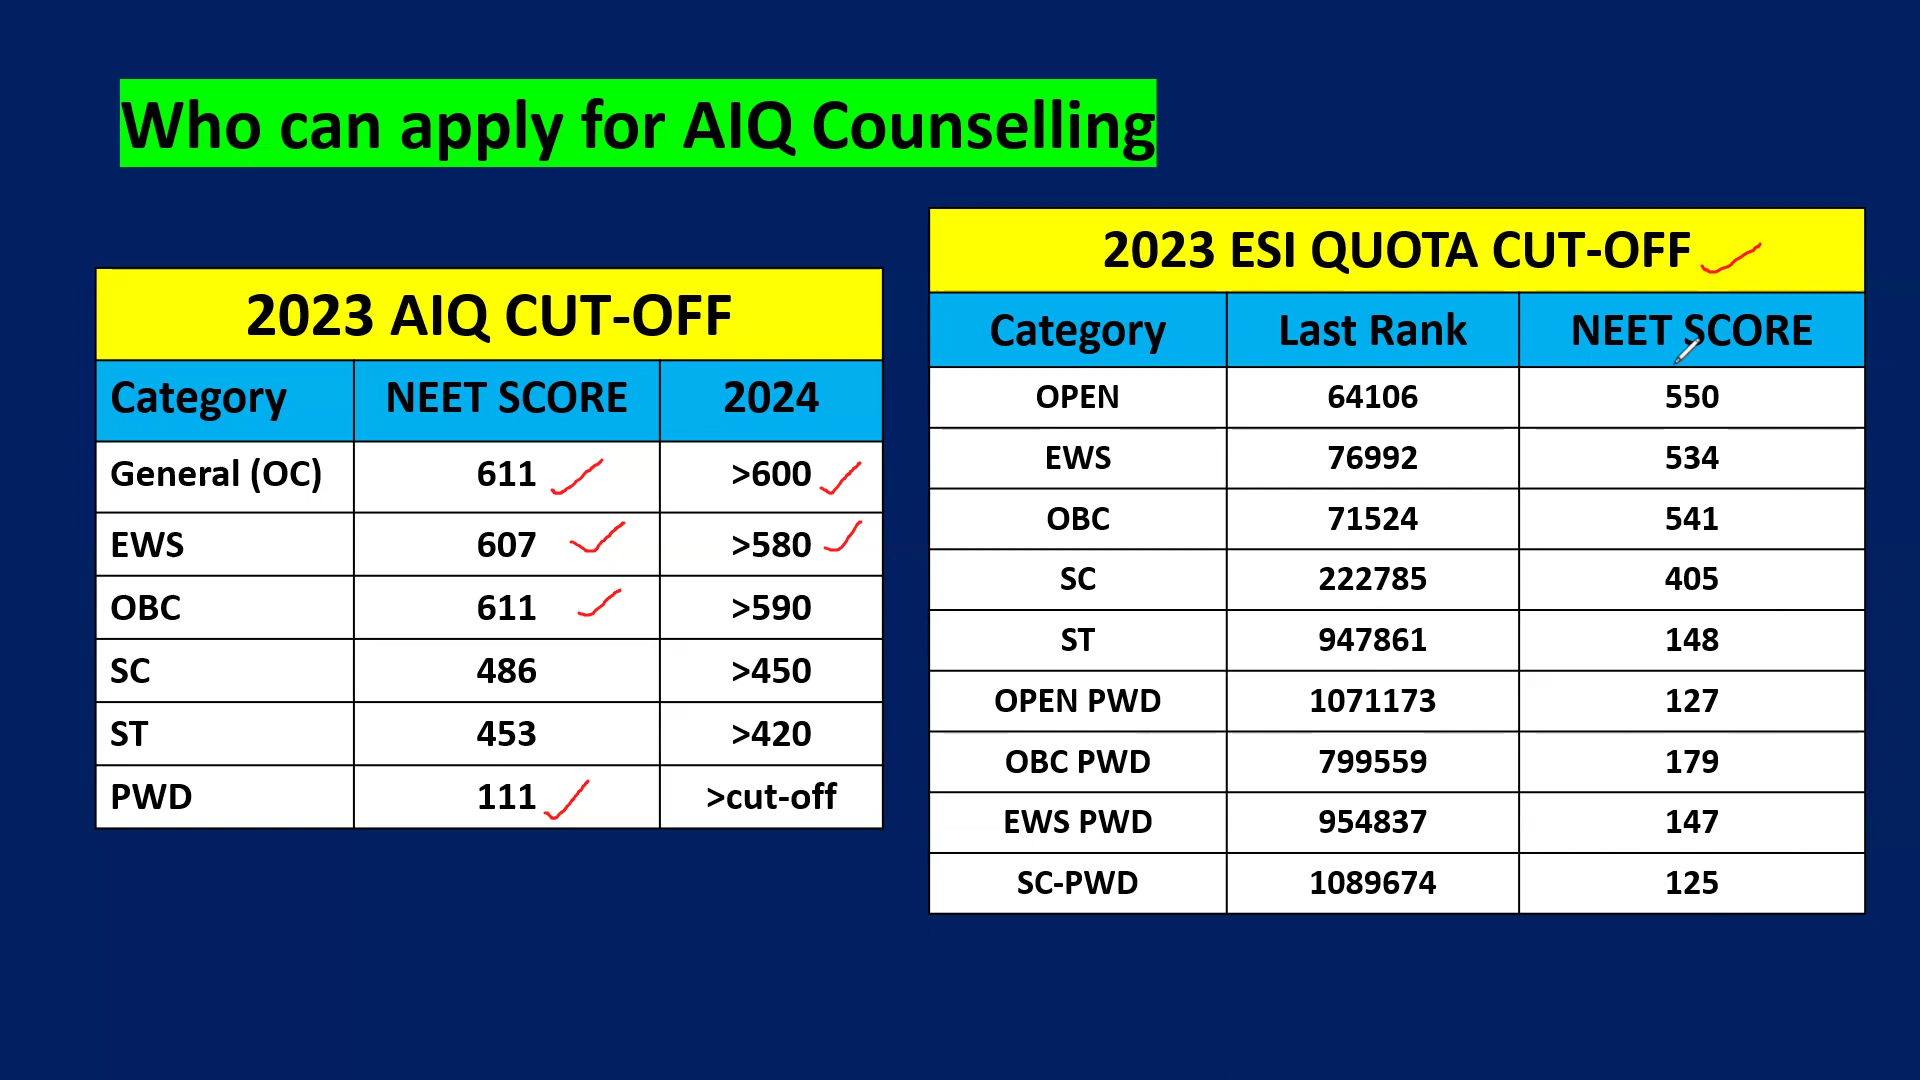 Who can apply for AIQ Counselling
2023 AIQ CUT-OFF
Category NEET SCORE 2024
General (OC) 611 >600
EWS 607 >580
OBC 611 >590
SC 486 >450
ST 453 >420
PWD 111 >cut-off
2023 ESI QUOTA CUT-OFF
Category Last Rank NEET SCORE
OPEN 64106 550
EWS 76992 534
OBC 71524 541
SC 222785 405
ST 947861 148
OPEN PWD 1071173 127
OBC PWD 799559 179
EWS PWD 954837 147
SC-PWD 1089674 125